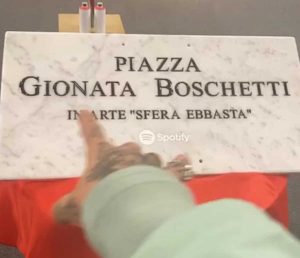 PIAZZA
GIONATA BOSCHETTI
IN ARTE "SFERA EBBASTA"
Spotify